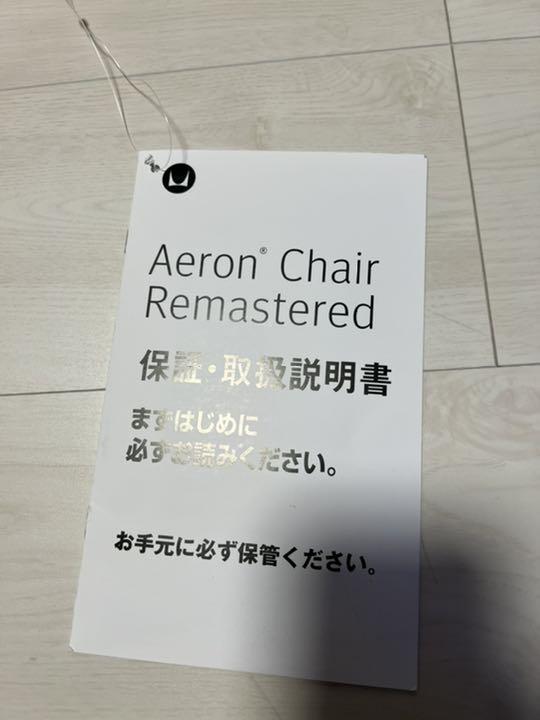 Aeron® Chair
Remastered
保証・取扱説明書
まずはじめに
必ずお読みください。
お手元に必ず保管ください。